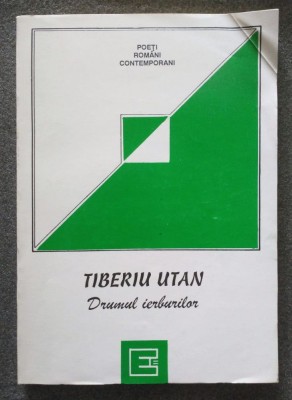 POEȚI
ROMÂNI
CONTEMPORANI
TIBERIU UTAN
Drumul ierburilor
E